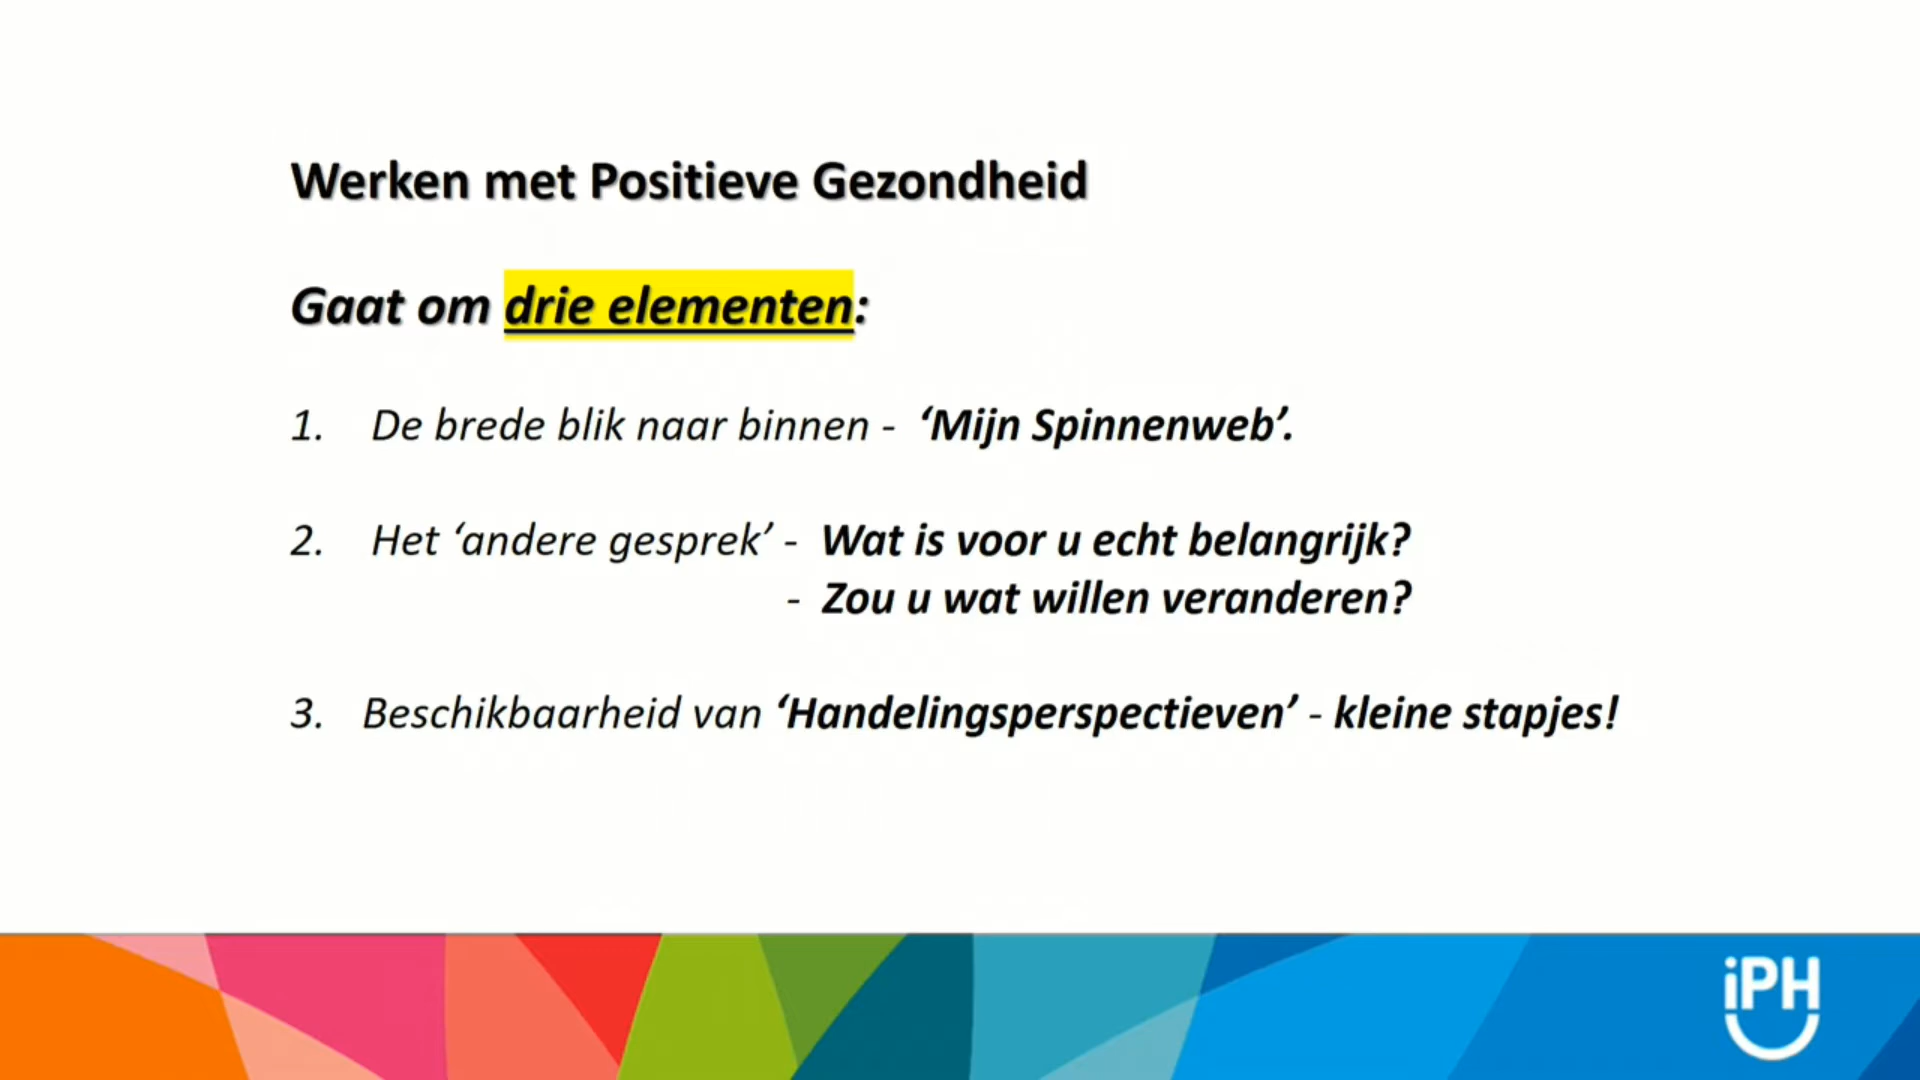 Werken met Positieve Gezondheid
Gaat om drie elementen:
1. De brede blik naar binnen - ‘Mijn Spinnenweb’.
2. Het ‘andere gesprek’ - Wat is voor u echt belangrijk?
- Zou u wat willen veranderen?
3. Beschikbaarheid van ‘Handelingsperspectieven’ - kleine stapjes!
iPH